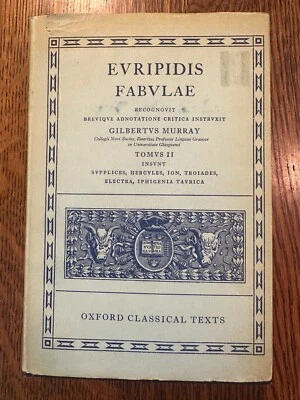 EVRIPIDIS
FABVLAE
RECOGNOVIT
BREVIQVE ADNOTATIONE CRITICA INSTRVXIT
GILBERTVS MURRAY
Collegii Novi Socius, Emeritus Professor Linguae Graecae
in Universitate Glasguensi
TOMVS II
INSVNT
SVPPLICES, HERCVLES, ION, TROIADES,
ELECTRA, IPHIGENIA TAVRICA
OXFORD CLASSICAL TEXTS